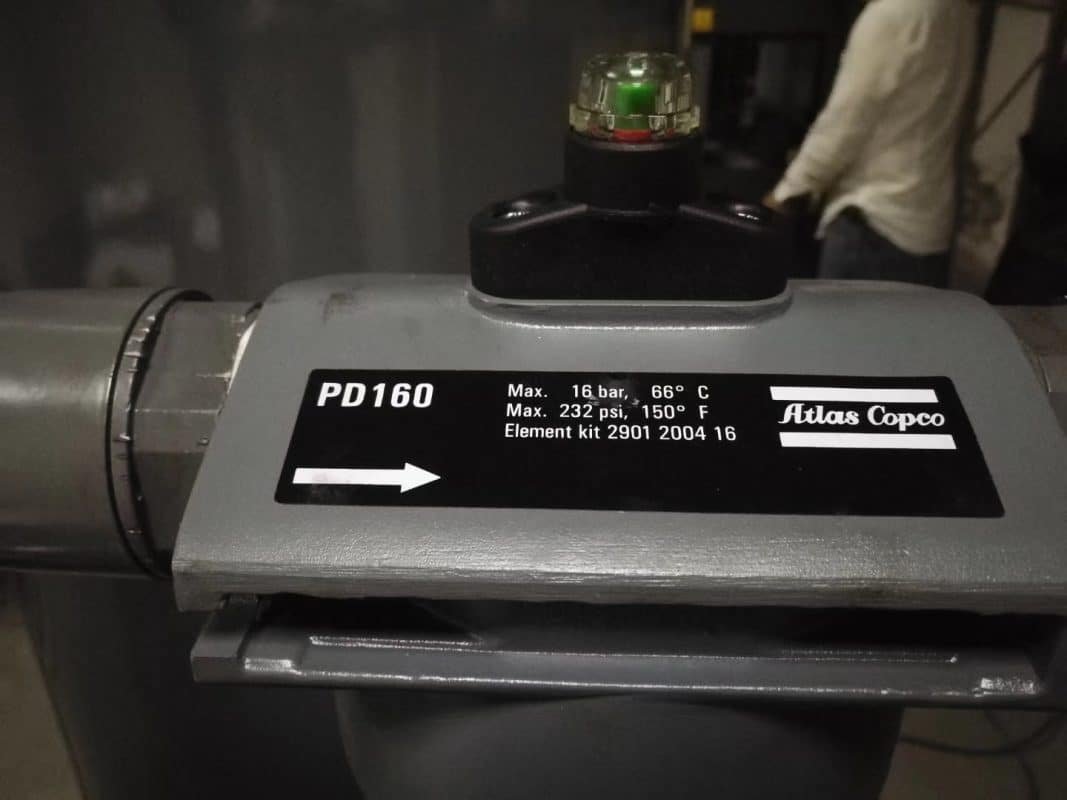 PD160
Max. 16 bar, 66° C
Max. 232 psi, 150° F
Element kit 2901 2004 16
Atlas Copco